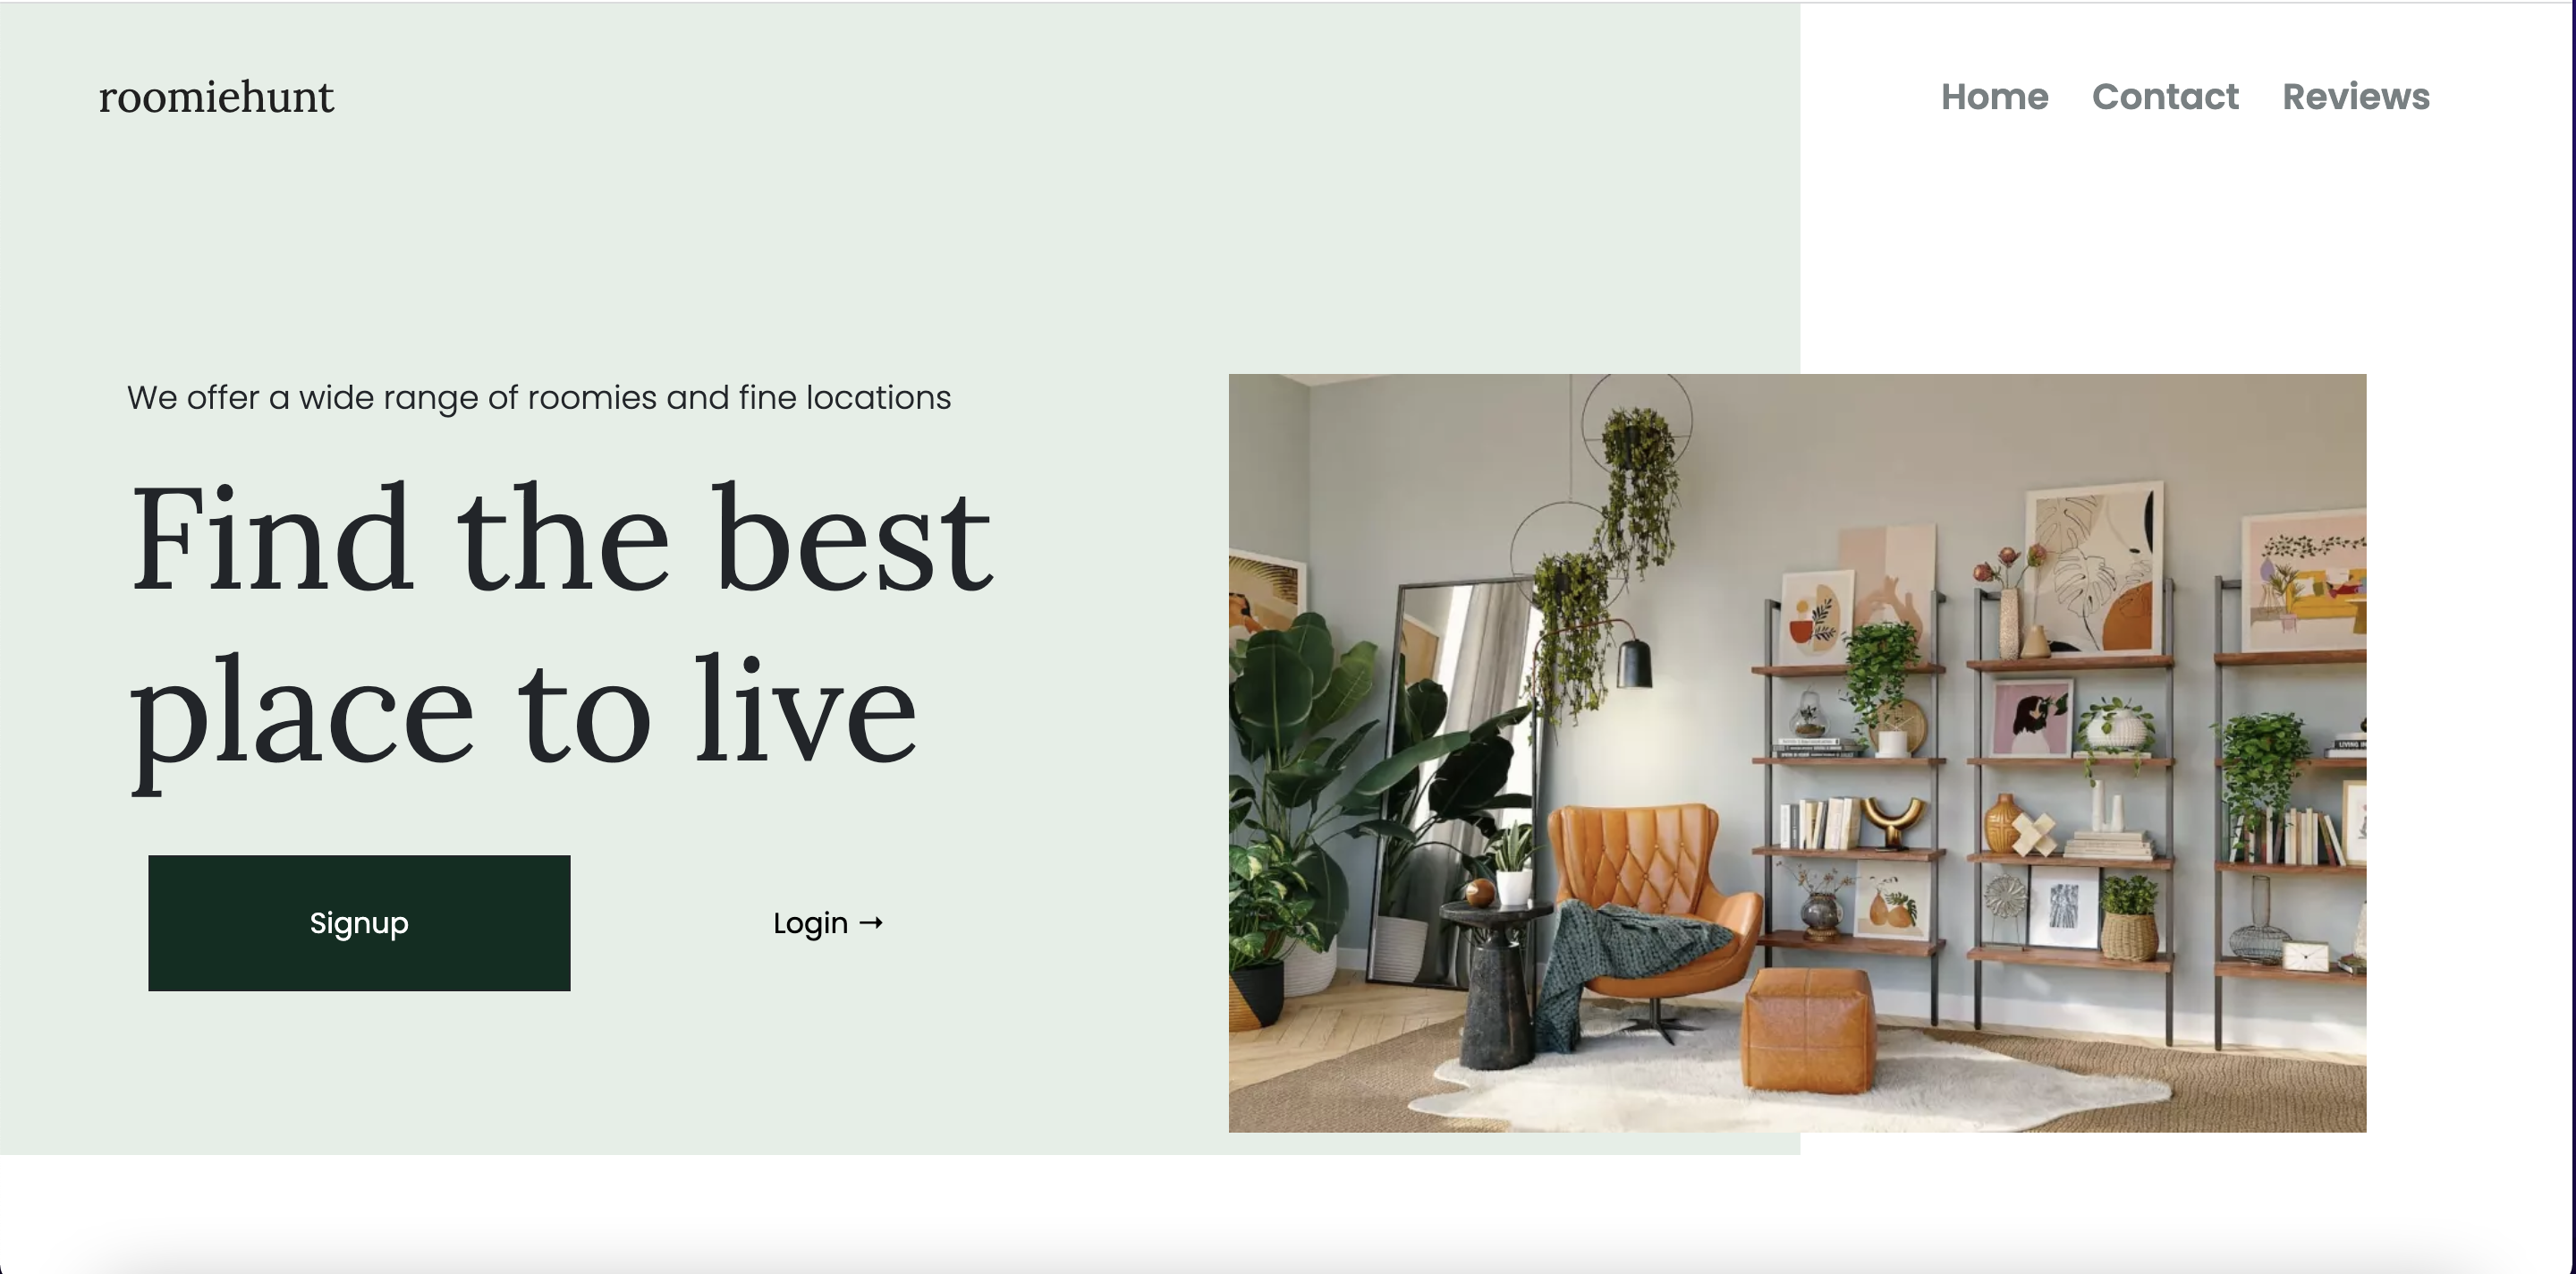 roomiehunt
Home Contact Reviews
We offer a wide range of roomies and fine locations
Find the best
place to live
Signup
Login →